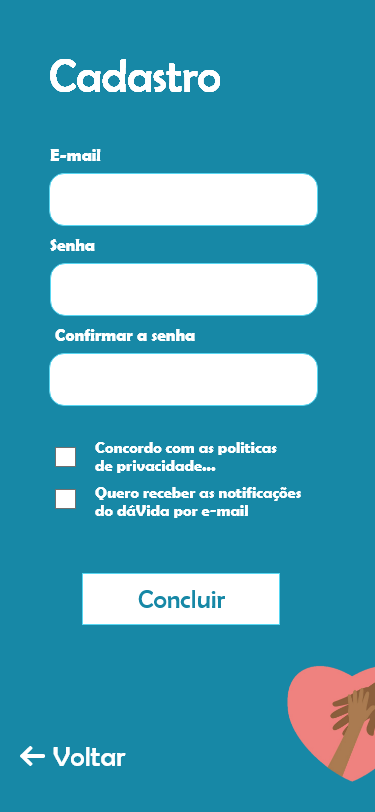 Cadastro
E-mail
Senha
Confirmar a senha
Concordo com as politicas
de privacidade...
Quero receber as notificações
do dáVida por e-mail
Concluir
← Voltar